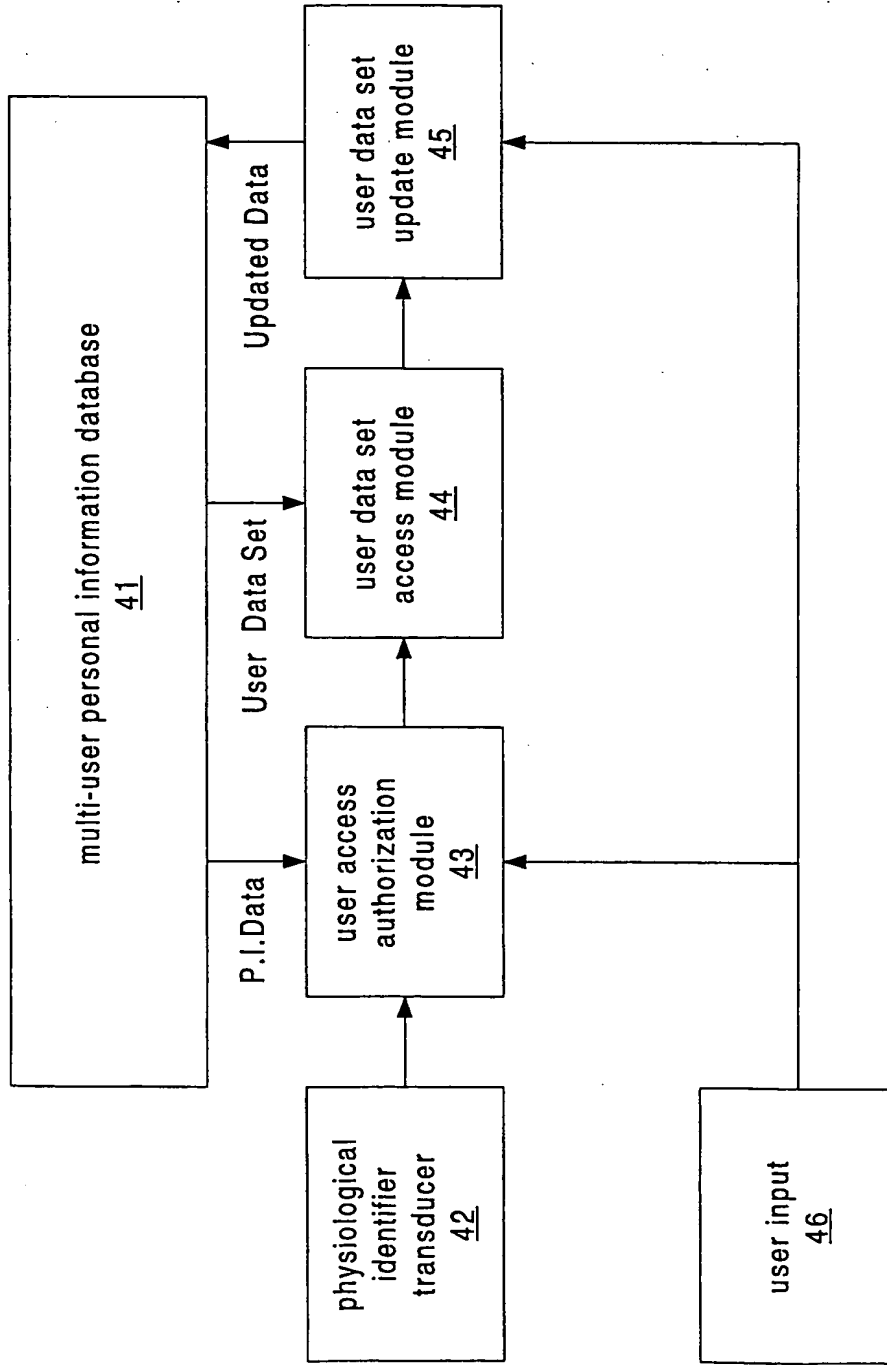 multi-user personal information database
41
P.I.Data
User Data Set
Updated Data
physiological
identifier
transducer
42
user access
authorization
module
43
user data set
access module
44
user data set
update module
45
user input
46